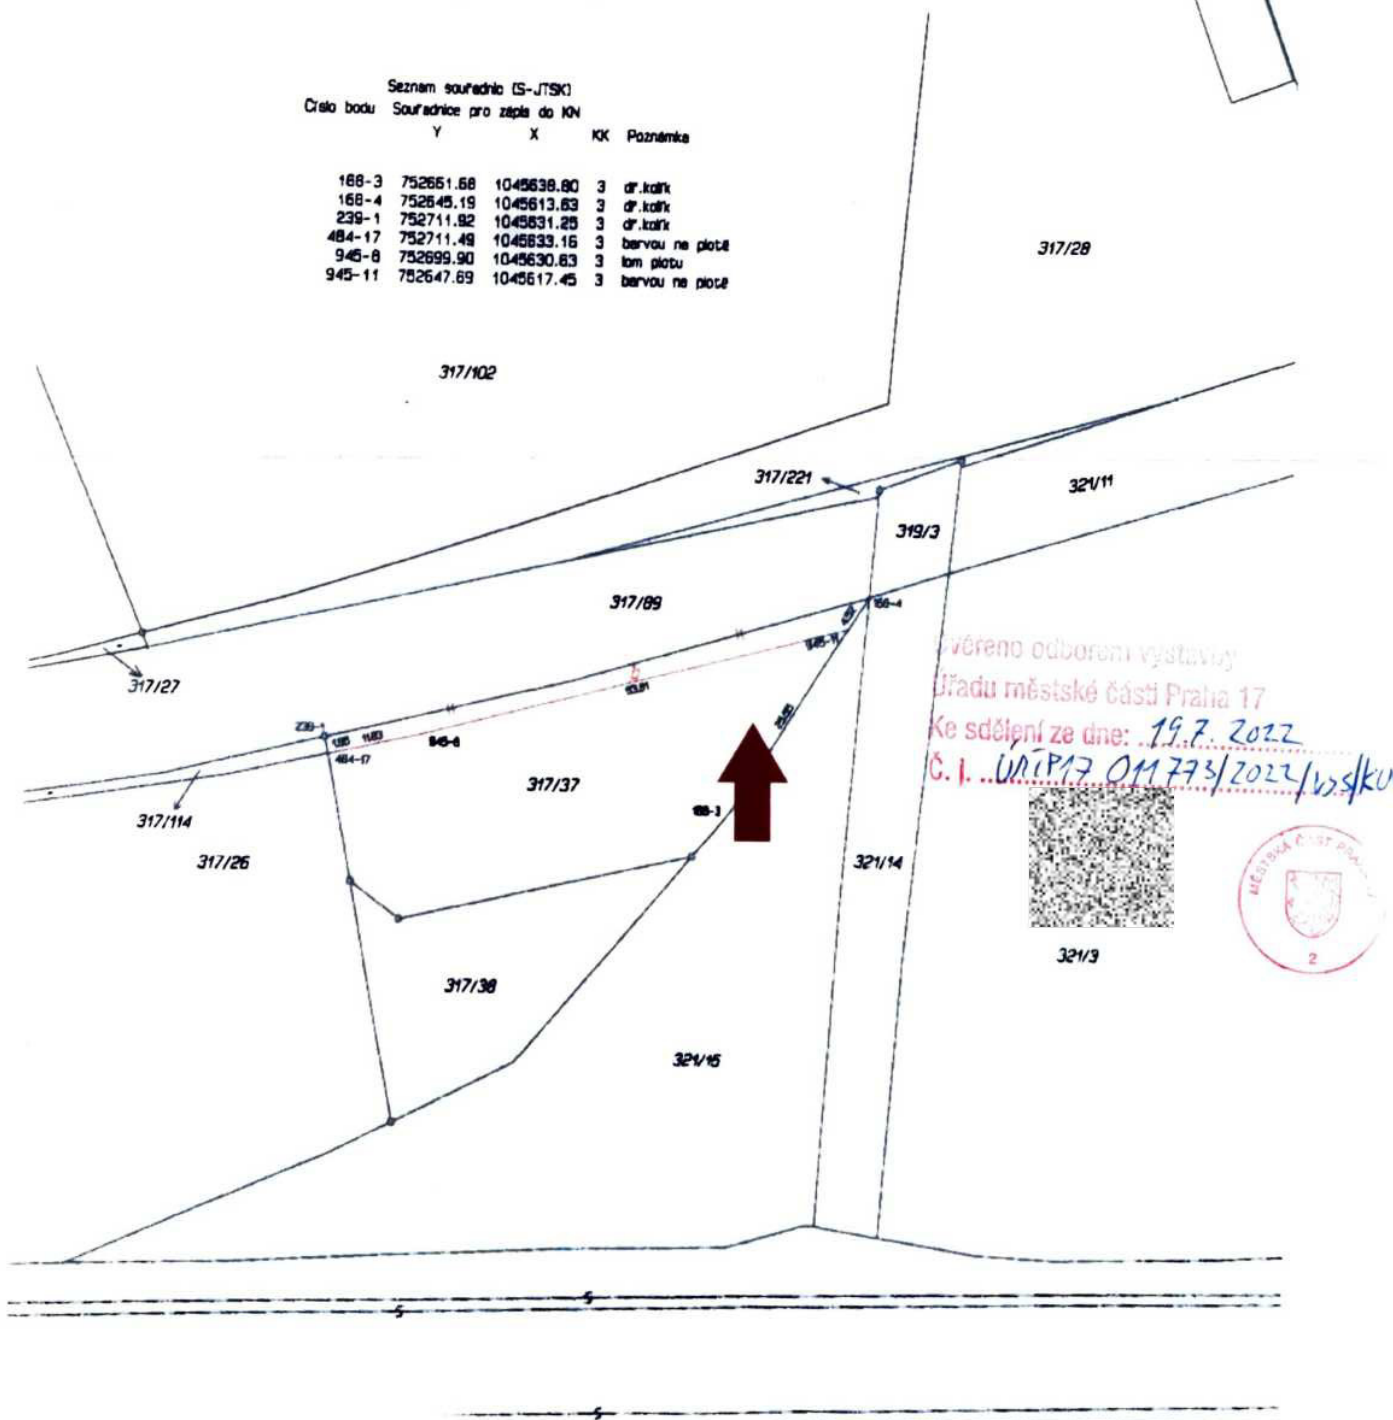 Seznam souřadnic (S-JTSK)
Číslo bodu Souřadnice pro zápis do KN
Y X KK Poznámka
168-3 752661.68 1045638.80 3 dř.kolík
168-4 752645.19 1045613.63 3 dř.kolík
239-1 752711.92 1045631.25 3 dř.kolík
484-17 752711.49 1045633.16 3 barvou na plotě
945-8 752699.90 1045630.63 3 lom plotu
945-11 752647.69 1045617.45 3 barvou na plotě
317/28
317/102
317/221
321/11
319/3
317/89
168-4
945-11
317/27
239-1
484-17
945-8
317/37
168-3
317/114
317/26
321/14
317/38
321/15
321/3
Ověřeno odborem výstavby
Úřadu městské části Praha 17
Ke sdělení ze dne: 19.7. 2022
Č. j.
MĚSTSKÁ ČÁST
2